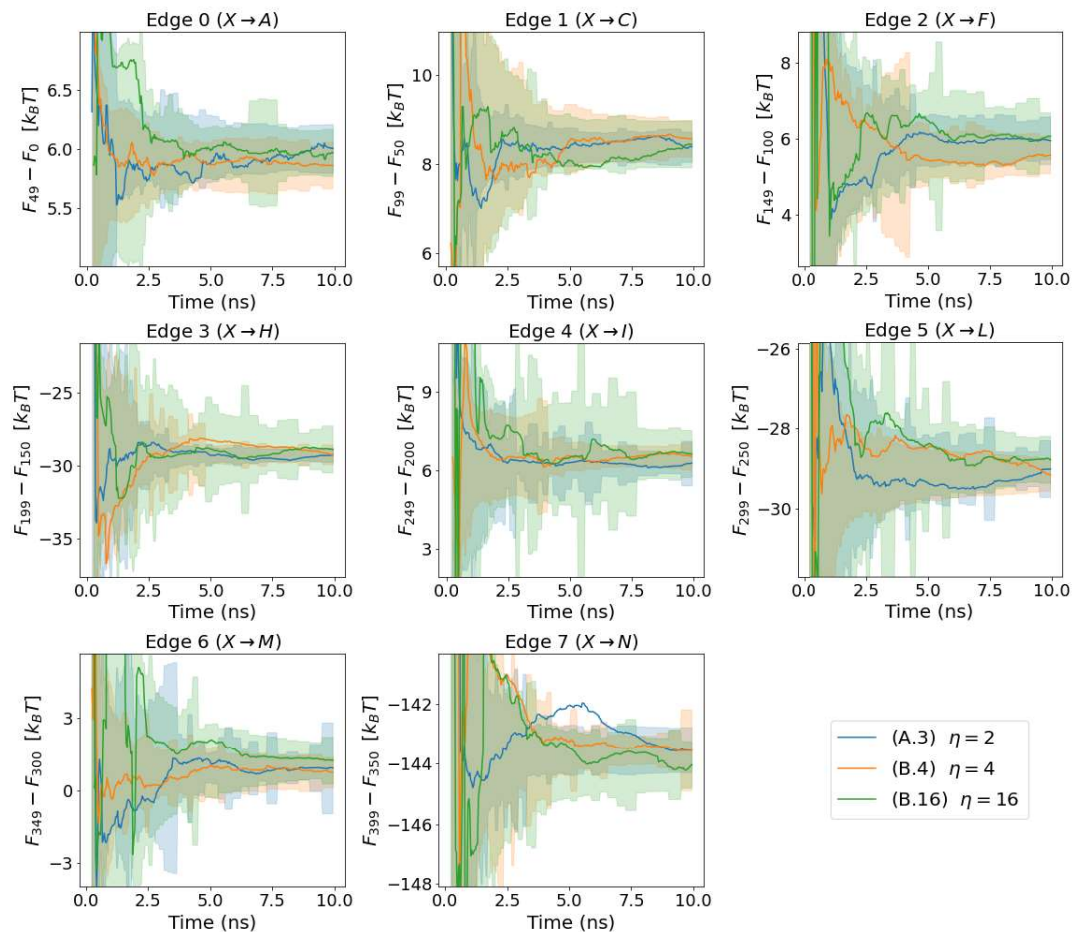 Edge 0 (X→A)
F₄₉ − F₀ [k_BT]
6.5
6.0
5.5
0.0 2.5 5.0 7.5 10.0
Time (ns)
Edge 1 (X→C)
F₉₉ − F₅₀ [k_BT]
10
8
6
0.0 2.5 5.0 7.5 10.0
Time (ns)
Edge 2 (X→F)
F₁₄₉ − F₁₀₀ [k_BT]
8
6
4
0.0 2.5 5.0 7.5 10.0
Time (ns)
Edge 3 (X→H)
F₁₉₉ − F₁₅₀ [k_BT]
−25
−30
−35
0.0 2.5 5.0 7.5 10.0
Time (ns)
Edge 4 (X→I)
F₂₄₉ − F₂₀₀ [k_BT]
9
6
3
0.0 2.5 5.0 7.5 10.0
Time (ns)
Edge 5 (X→L)
F₂₉₉ − F₂₅₀ [k_BT]
−26
−28
−30
0.0 2.5 5.0 7.5 10.0
Time (ns)
Edge 6 (X→M)
F₃₄₉ − F₃₀₀ [k_BT]
3
0
−3
0.0 2.5 5.0 7.5 10.0
Time (ns)
Edge 7 (X→N)
F₃₉₉ − F₃₅₀ [k_BT]
−142
−144
−146
−148
0.0 2.5 5.0 7.5 10.0
Time (ns)
(A.3) η = 2
(B.4) η = 4
(B.16) η = 16